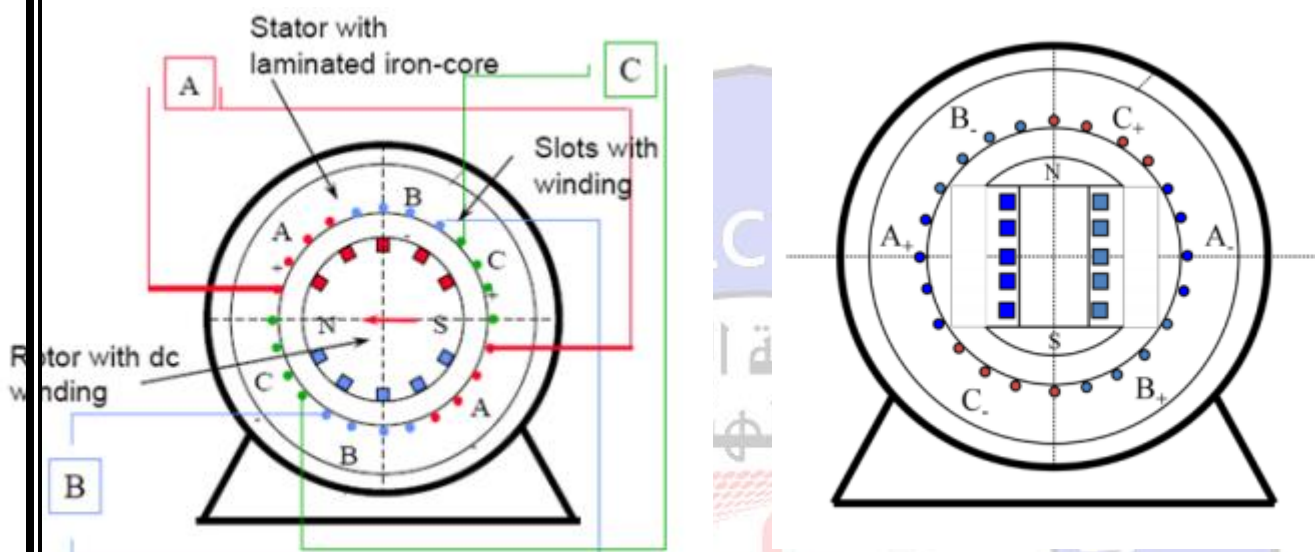 Stator with
laminated iron-core
A
C
Slots with
winding
B
-
A
+
C
+
N
S
Rotor with dc
winding
C
-
A
-
B
B
B-
C+
N
A+
A-
S
C-
B+